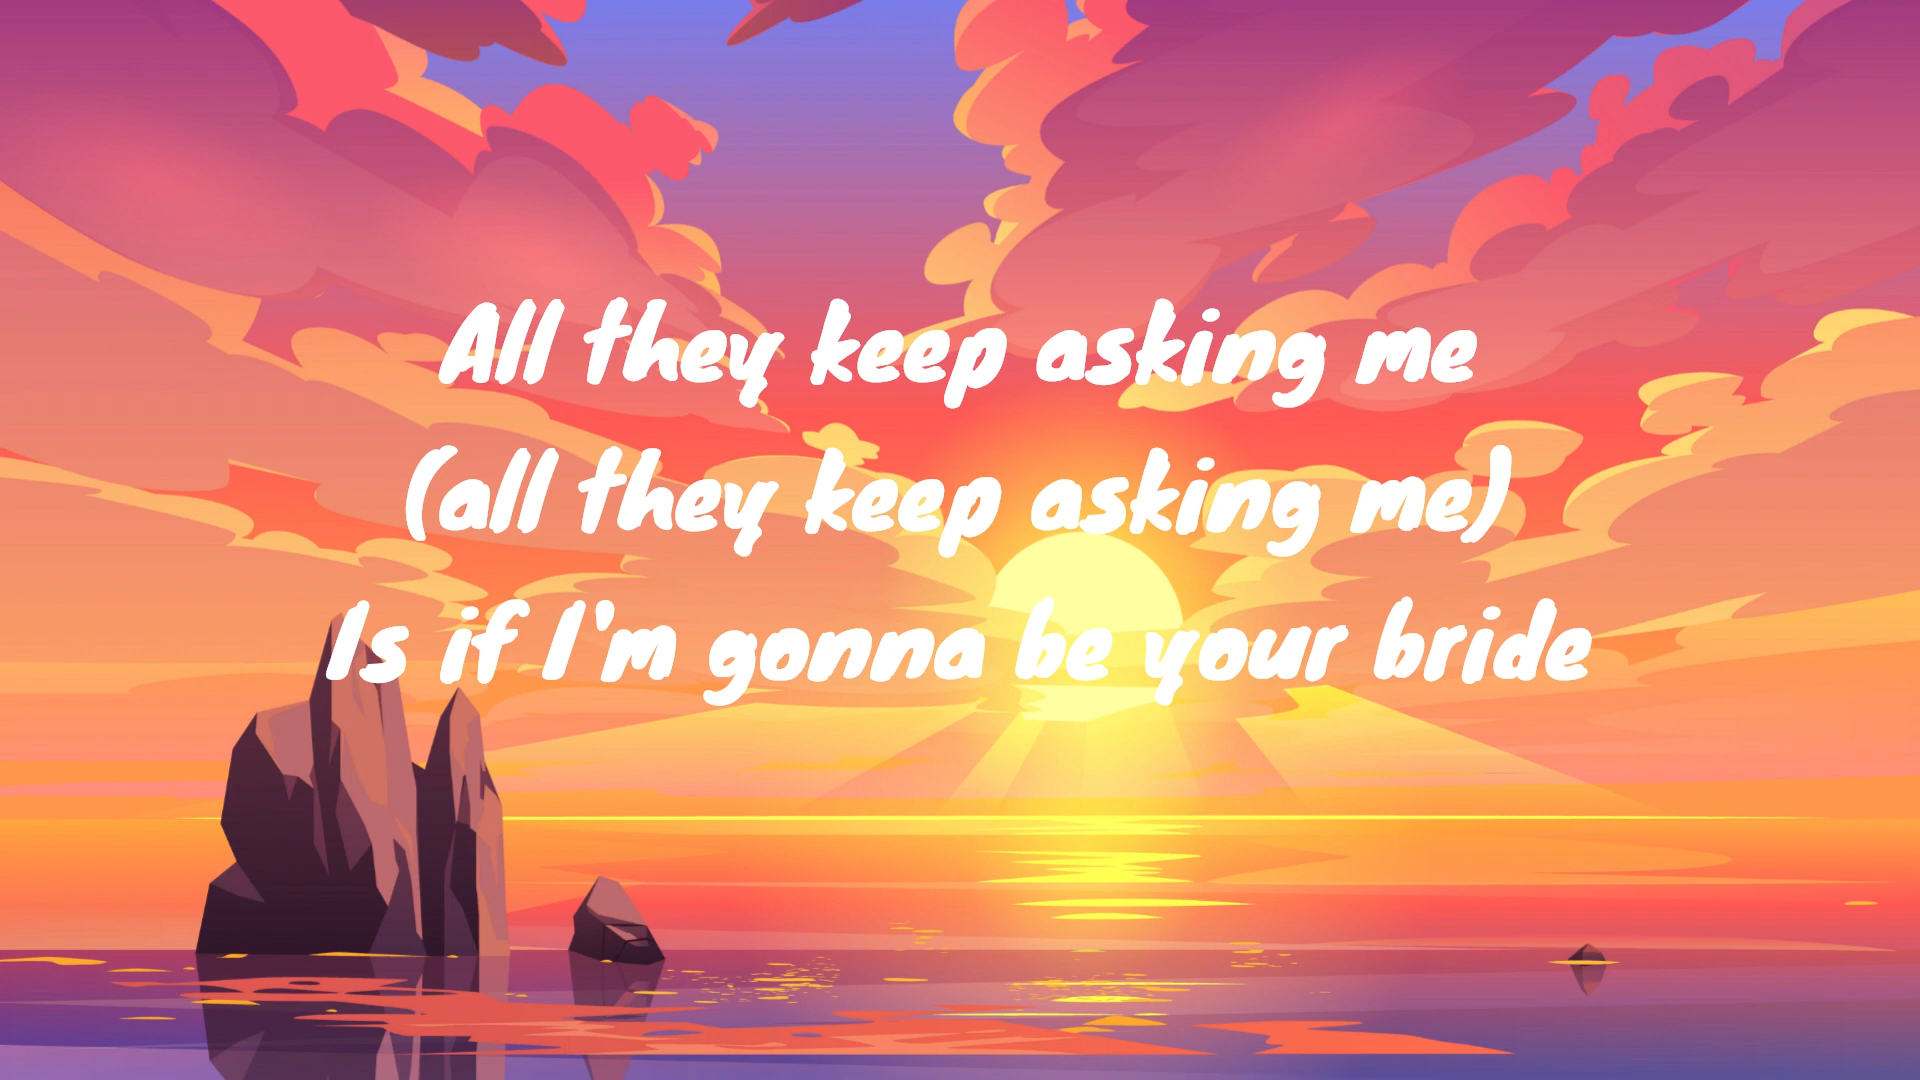 All they keep asking me
(all they keep asking me)
Is if I'm gonna be your bride